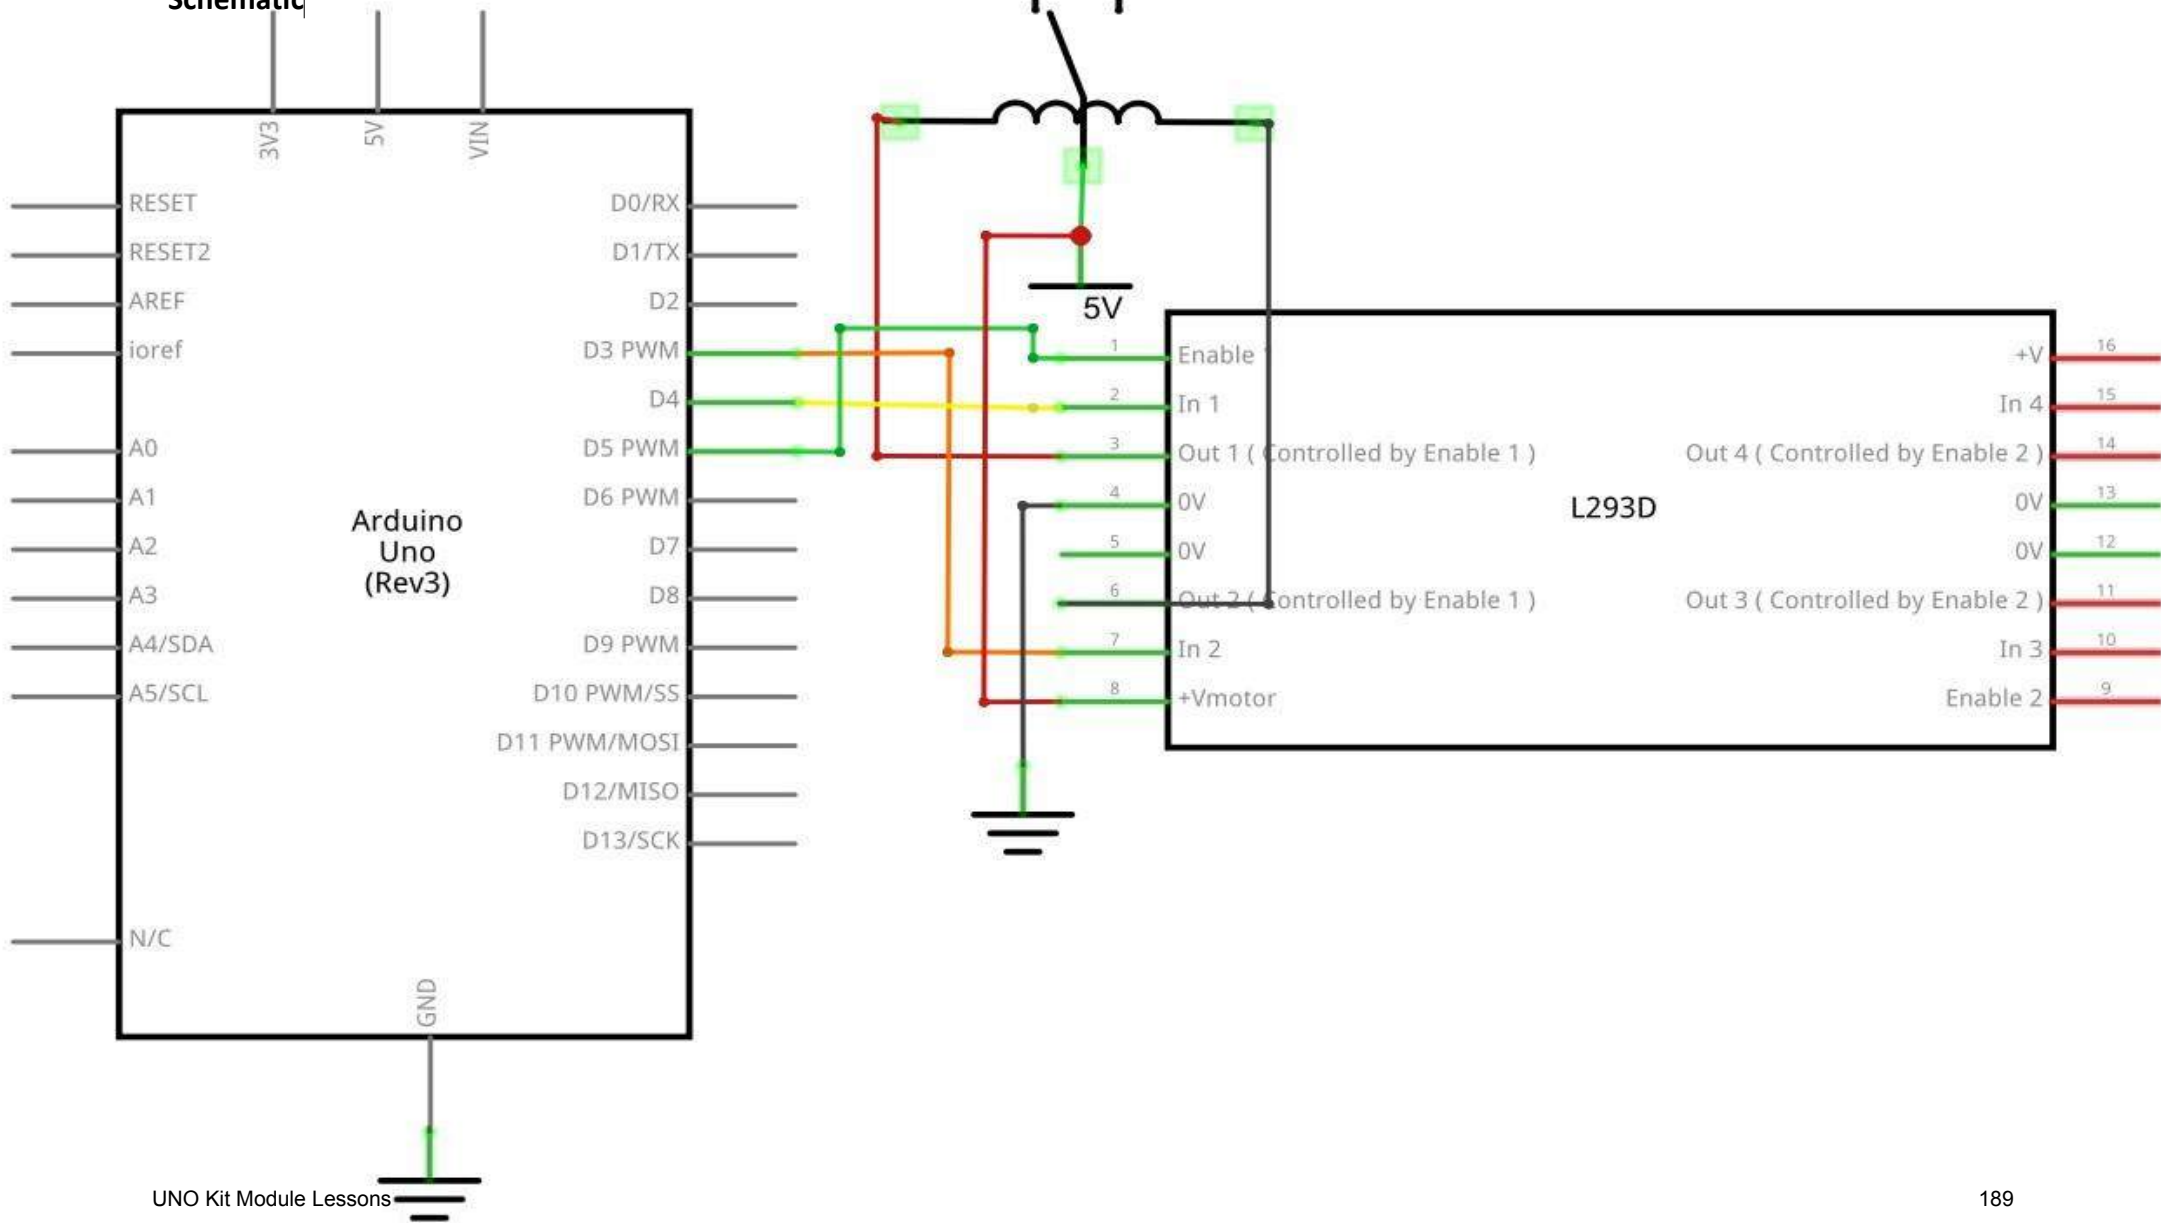 Schematic
3V3
5V
VIN
RESET
RESET2
AREF
ioref
A0
A1
A2
A3
A4/SDA
A5/SCL
N/C
Arduino
Uno
(Rev3)
D0/RX
D1/TX
D2
D3 PWM
D4
D5 PWM
D6 PWM
D7
D8
D9 PWM
D10 PWM/SS
D11 PWM/MOSI
D12/MISO
D13/SCK
GND
5V
1 Enable
2 In 1
3 Out 1 ( Controlled by Enable 1 )
4 0V
5 0V
6 Out 2 ( Controlled by Enable 1 )
7 In 2
8 +Vmotor
L293D
+V 16
In 4 15
Out 4 ( Controlled by Enable 2 ) 14
0V 13
0V 12
Out 3 ( Controlled by Enable 2 ) 11
In 3 10
Enable 2 9
UNO Kit Module Lessons
189